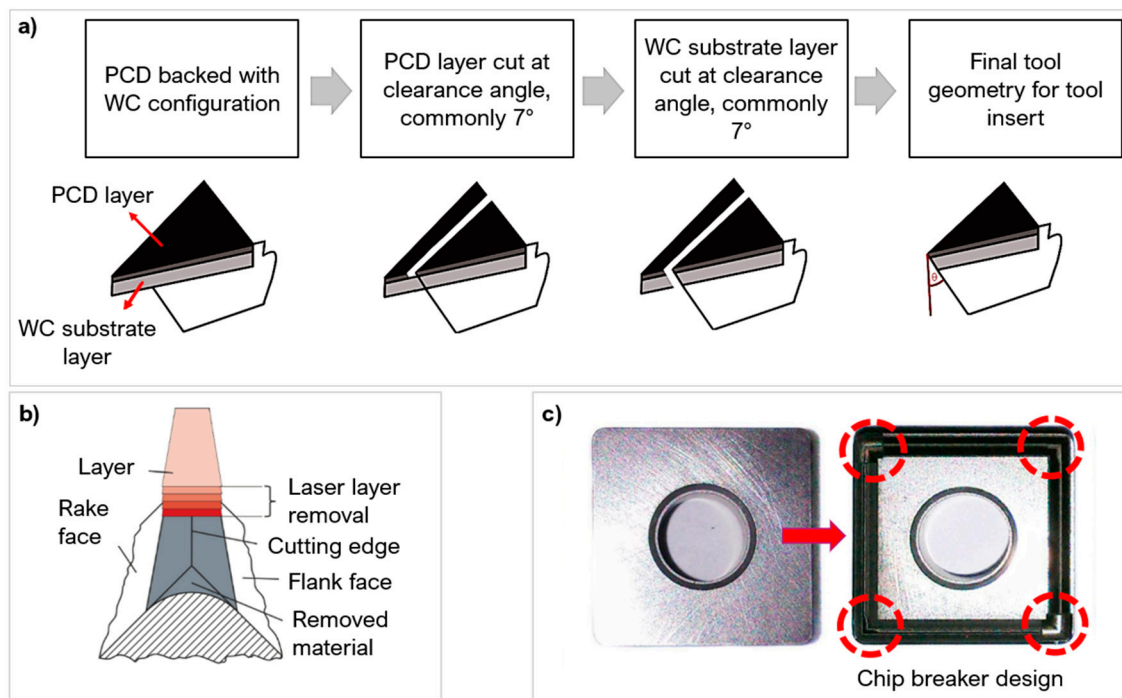 a)
PCD backed with
WC configuration
PCD layer cut at
clearance angle,
commonly 7°
WC substrate layer
cut at clearance
angle, commonly
7°
Final tool
geometry for tool
insert
PCD layer
WC substrate
layer
θ
b)
Layer
Rake
face
Laser layer
removal
Cutting edge
Flank face
Removed
material
c)
Chip breaker design